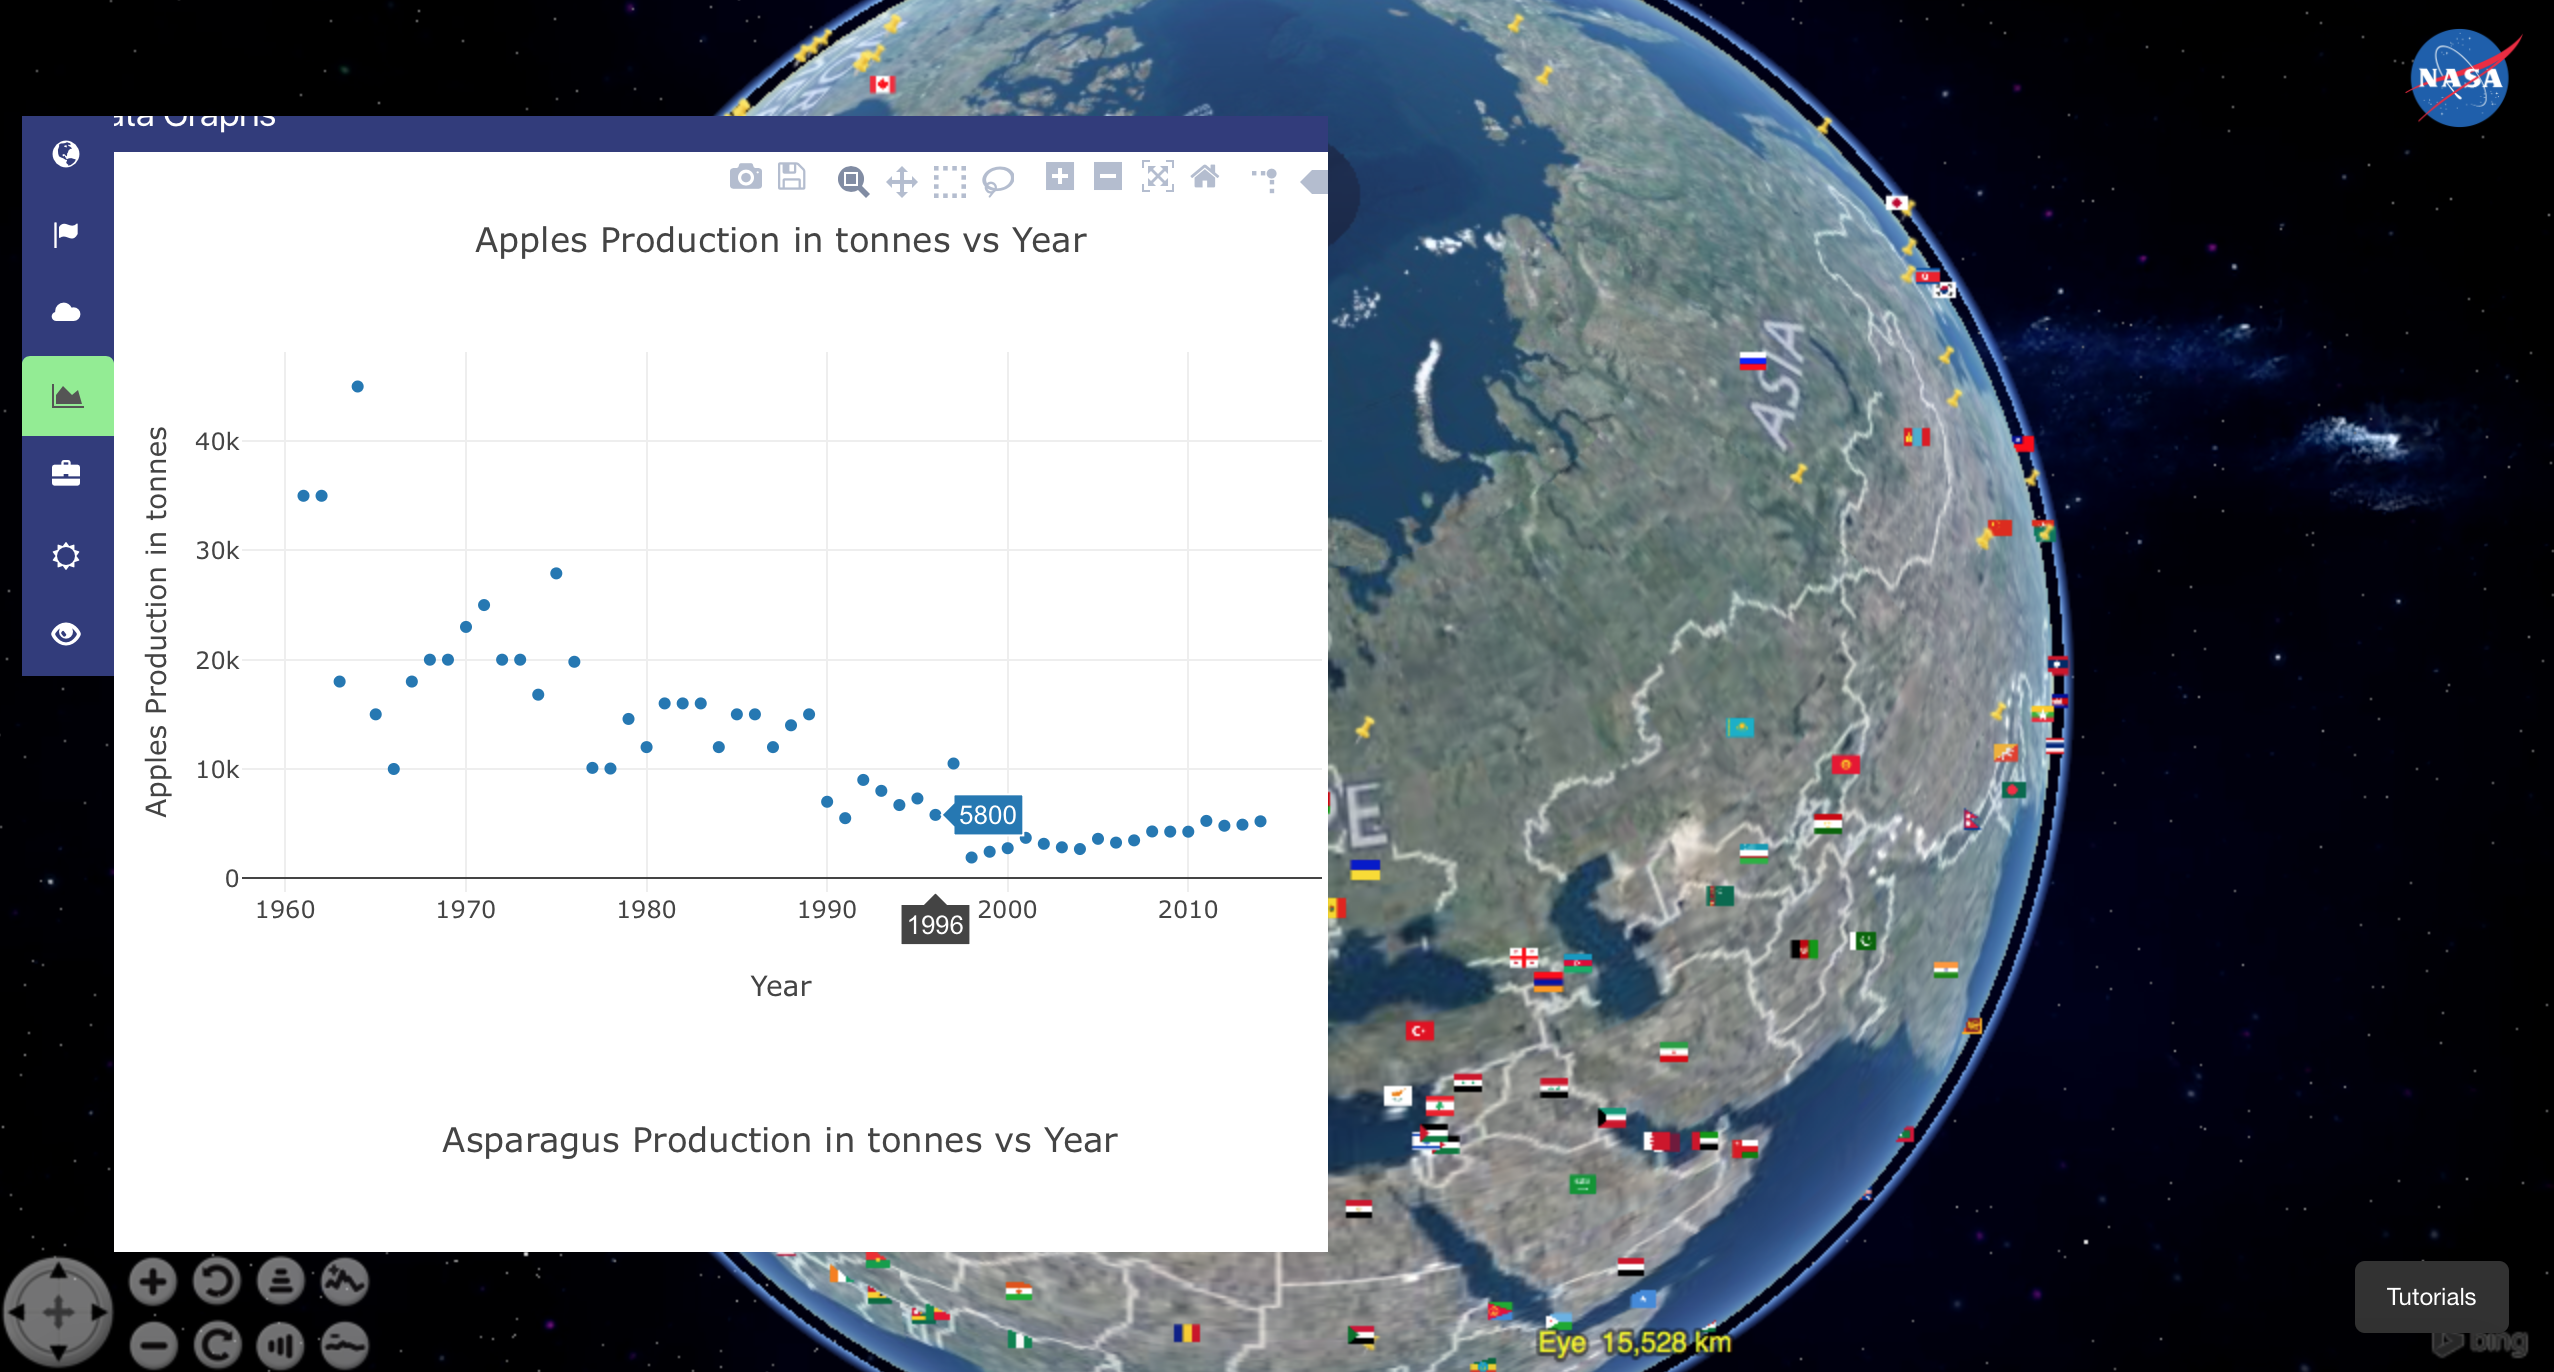 ata Graphs
NASA
Apples Production in tonnes vs Year
Apples Production in tonnes
40k
30k
20k
10k
0
5800
1960
1970
1980
1990
1996
2000
2010
Year
Asparagus Production in tonnes vs Year
ASIA
E
Eye 15,528 km
Tutorials
bing